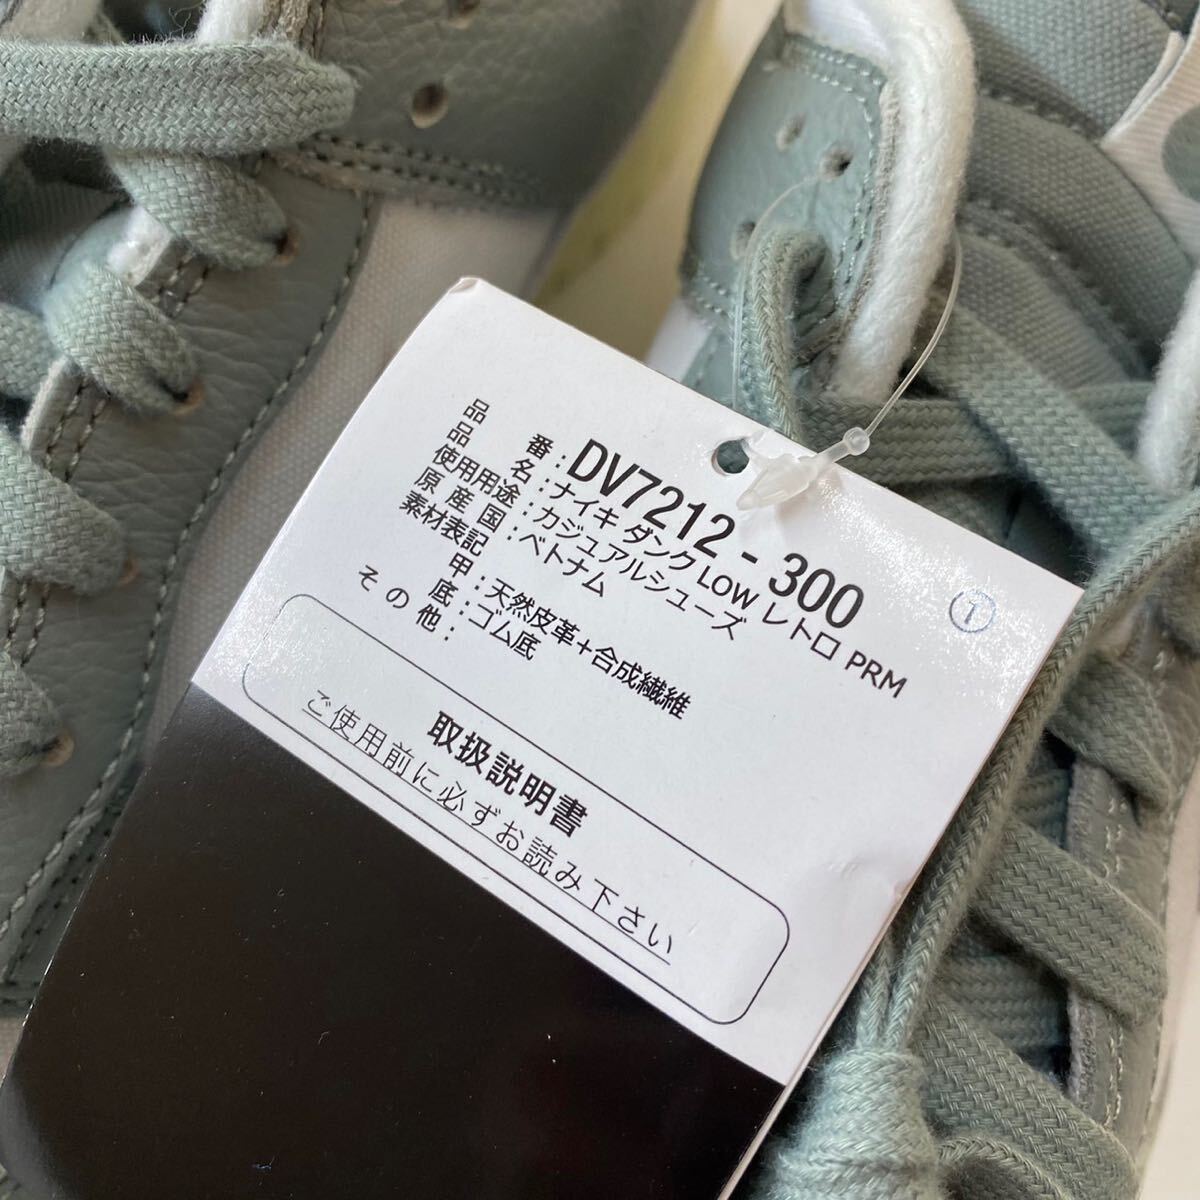 品 番：DV7212-300
品 名：ナイキ ダンク LOW レトロ PRM
使用用途：カジュアルシューズ
原 産 国：ベトナム
素材表記
甲：天然皮革＋合成繊維
底：ゴム底
その他：
①
取扱説明書
ご使用前に必ずお読み下さい